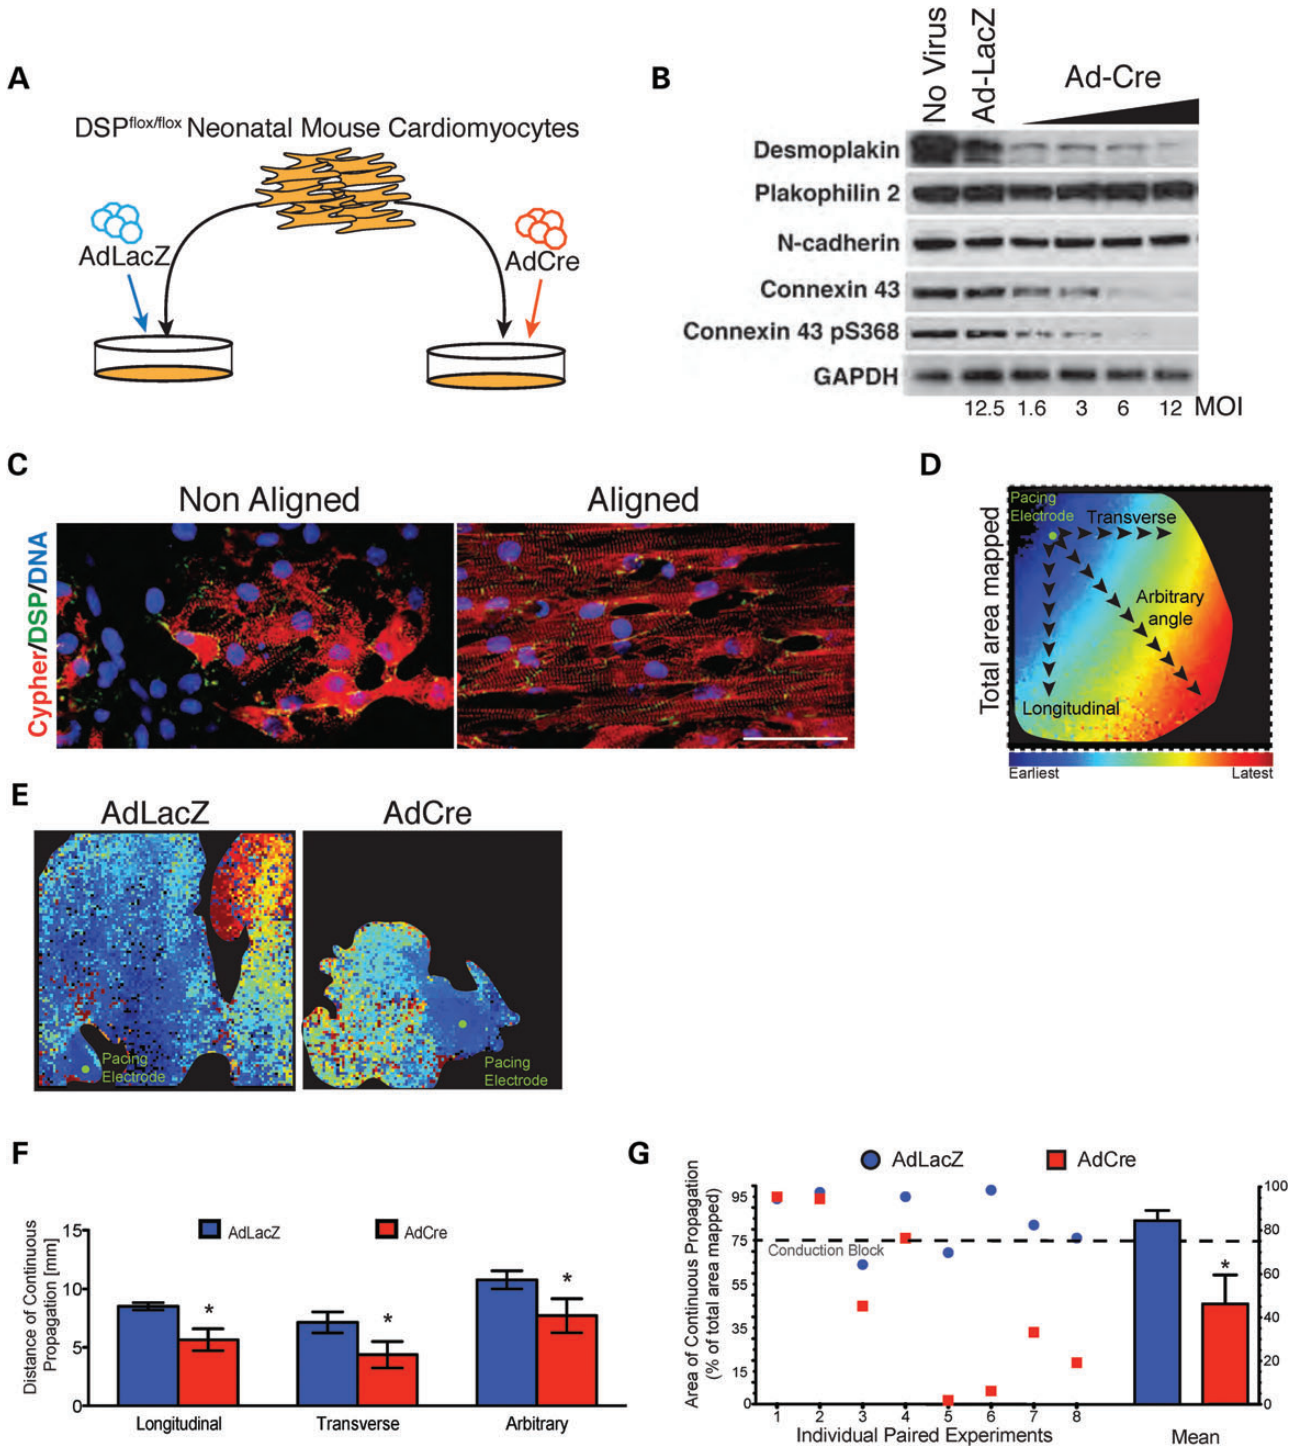 A
DSPflox/flox Neonatal Mouse Cardiomyocytes
AdLacZ
AdCre
B
No Virus
Ad-LacZ
Ad-Cre
Desmoplakin
Plakophilin 2
N-cadherin
Connexin 43
Connexin 43 pS368
GAPDH
12.5 1.6 3 6 12 MOI
C
Non Aligned
Aligned
Cypher/DSP/DNA
D
Total area mapped
Pacing
Electrode
Transverse
Arbitrary
angle
Longitudinal
Earliest
Latest
E
AdLacZ
AdCre
Pacing
Electrode
Pacing
Electrode
F
Distance of Continuous
Propagation [mm]
AdLacZ
AdCre
15
10
5
0
*
*
*
Longitudinal
Transverse
Arbitrary
G
AdLacZ
AdCre
Area of Continuous Propagation
(% of total area mapped)
95
75
55
35
15
0
Conduction Block
*
100
80
60
40
20
0
1 2 3 4 5 6 7 8
Individual Paired Experiments
Mean